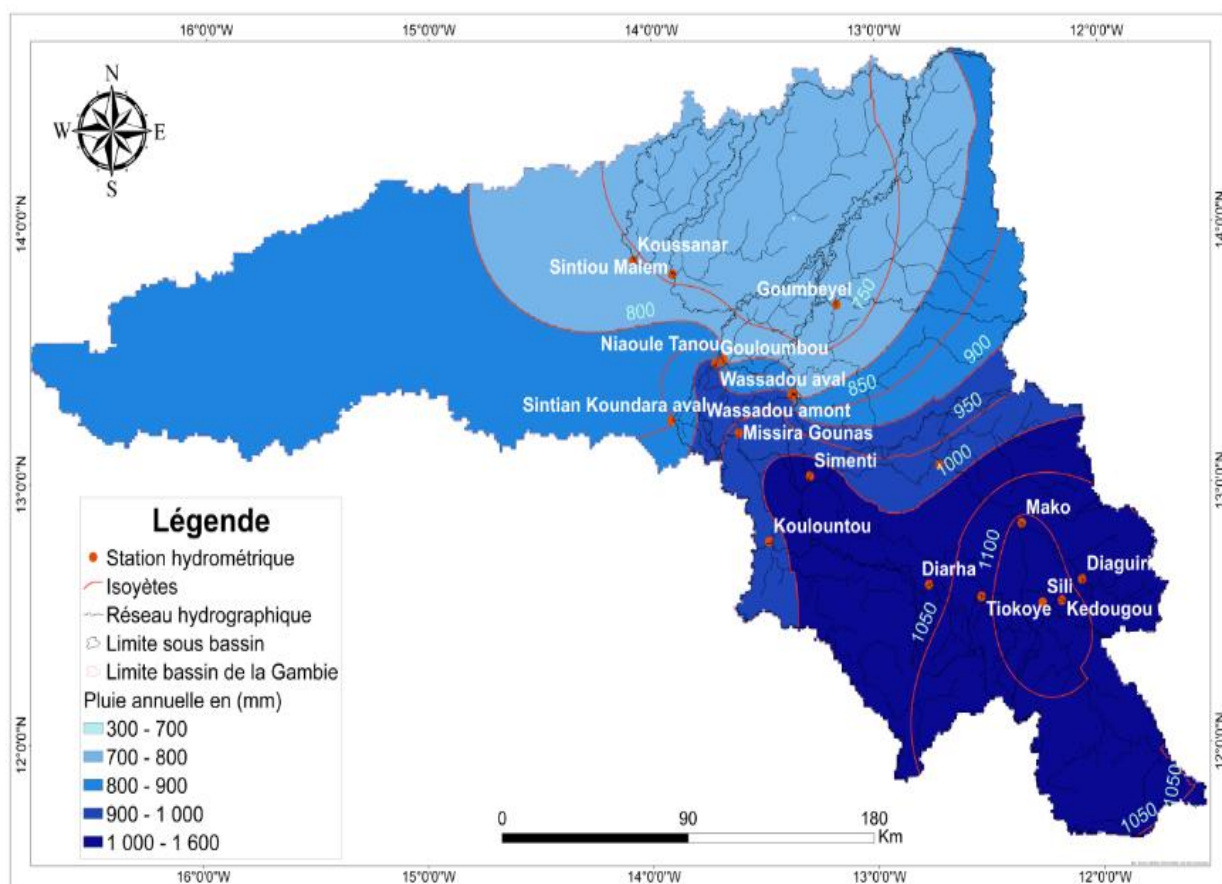 16°0'0"W 15°0'0"W 14°0'0"W 13°0'0"W 12°0'0"W
N
W E
S
14°0'0"N
14°0'0"N
Koussanar
Sintiou Malem
Goumbeyel
150
800
Niaoule Tanou
Gouloumbou
900
850
Wassadou aval
Sintian Koundara aval
Wassadou amont
950
Missira Gounas
1000
Simenti
13°0'0"N
13°0'0"N
Mako
Koulountou
1100
Diarha
Diaguiri
Sili
Tiokoye
Kedougou
1050
12°0'0"N
12°0'0"N
1050
1050
Légende
Station hydrométrique
Isoyètes
Réseau hydrographique
Limite sous bassin
Limite bassin de la Gambie
Pluie annuelle en (mm)
300 - 700
700 - 800
800 - 900
900 - 1 000
1 000 - 1 600
0 90 180
Km
16°0'0"W 15°0'0"W 14°0'0"W 13°0'0"W 12°0'0"W